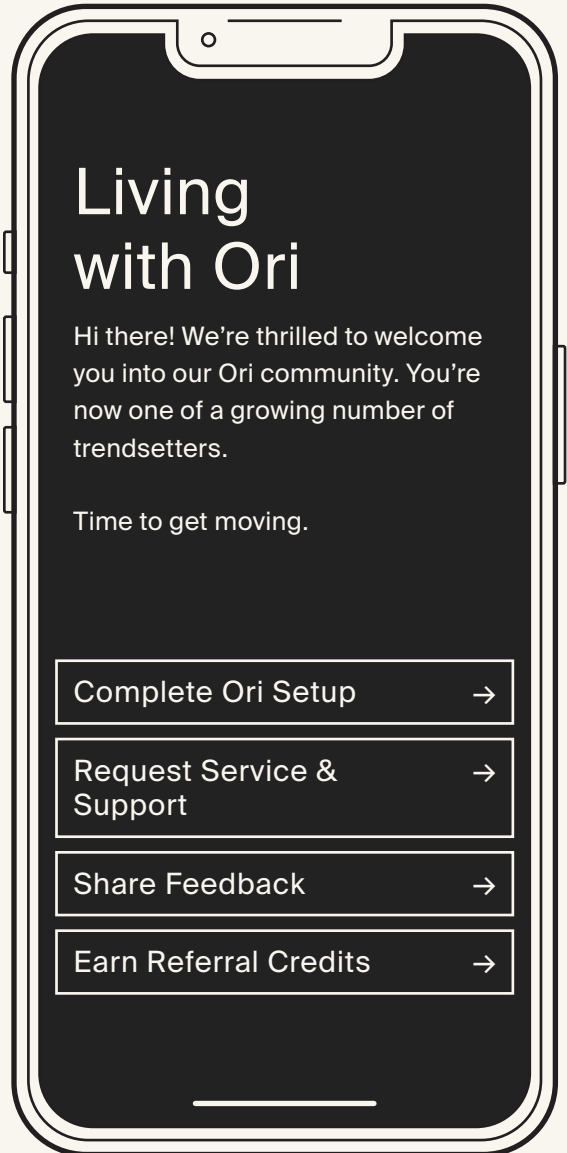 Living
with Ori
Hi there! We’re thrilled to welcome
you into our Ori community. You’re
now one of a growing number of
trendsetters.
Time to get moving.
Complete Ori Setup →
Request Service & →
Support
Share Feedback →
Earn Referral Credits →